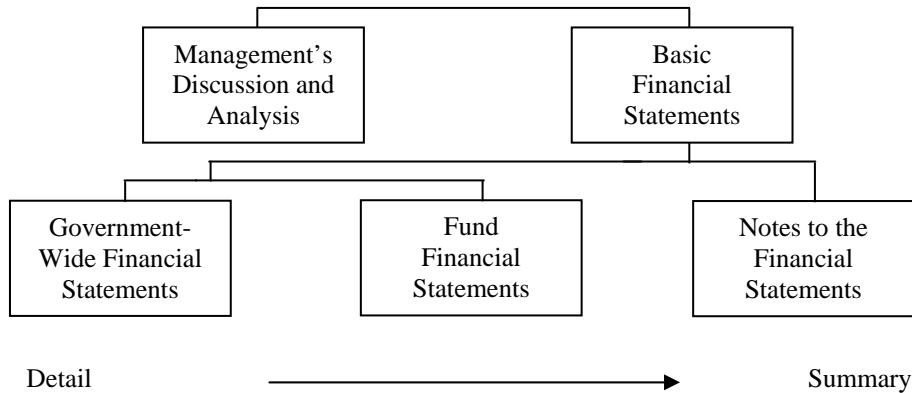 Management’s
Discussion and
Analysis
Basic
Financial
Statements
Government-
Wide Financial
Statements
Fund
Financial
Statements
Notes to the
Financial
Statements
Detail
Summary